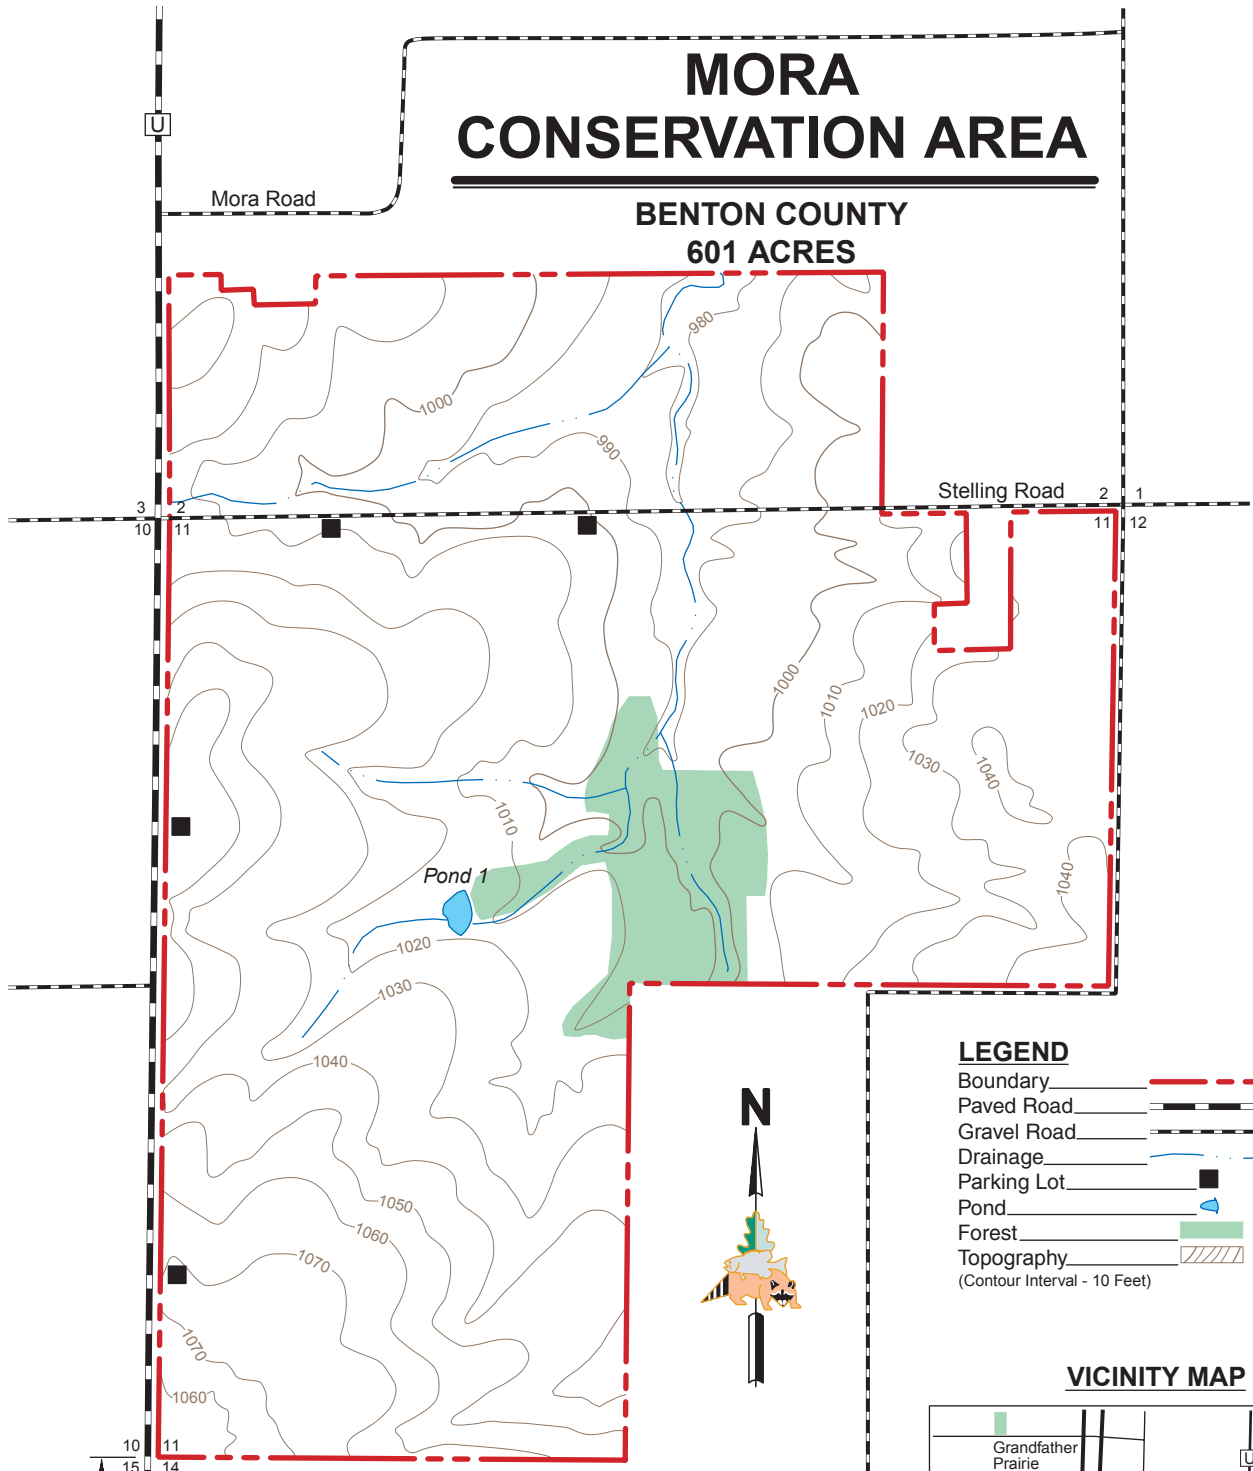 MORA
CONSERVATION AREA
U
Mora Road
BENTON COUNTY
601 ACRES
980
1000
990
Stelling Road
2 1
11 12
3 2
10 11
1000
1010
1020
1030
1040
1010
1040
Pond 1
1020
1030
1040
LEGEND
Boundary
Paved Road
Gravel Road
Drainage
Parking Lot
Pond
Forest
Topography
(Contour Interval - 10 Feet)
N
1050
1060
1070
1070
1060
VICINITY MAP
10 11
15 14
Grandfather
Prairie
U